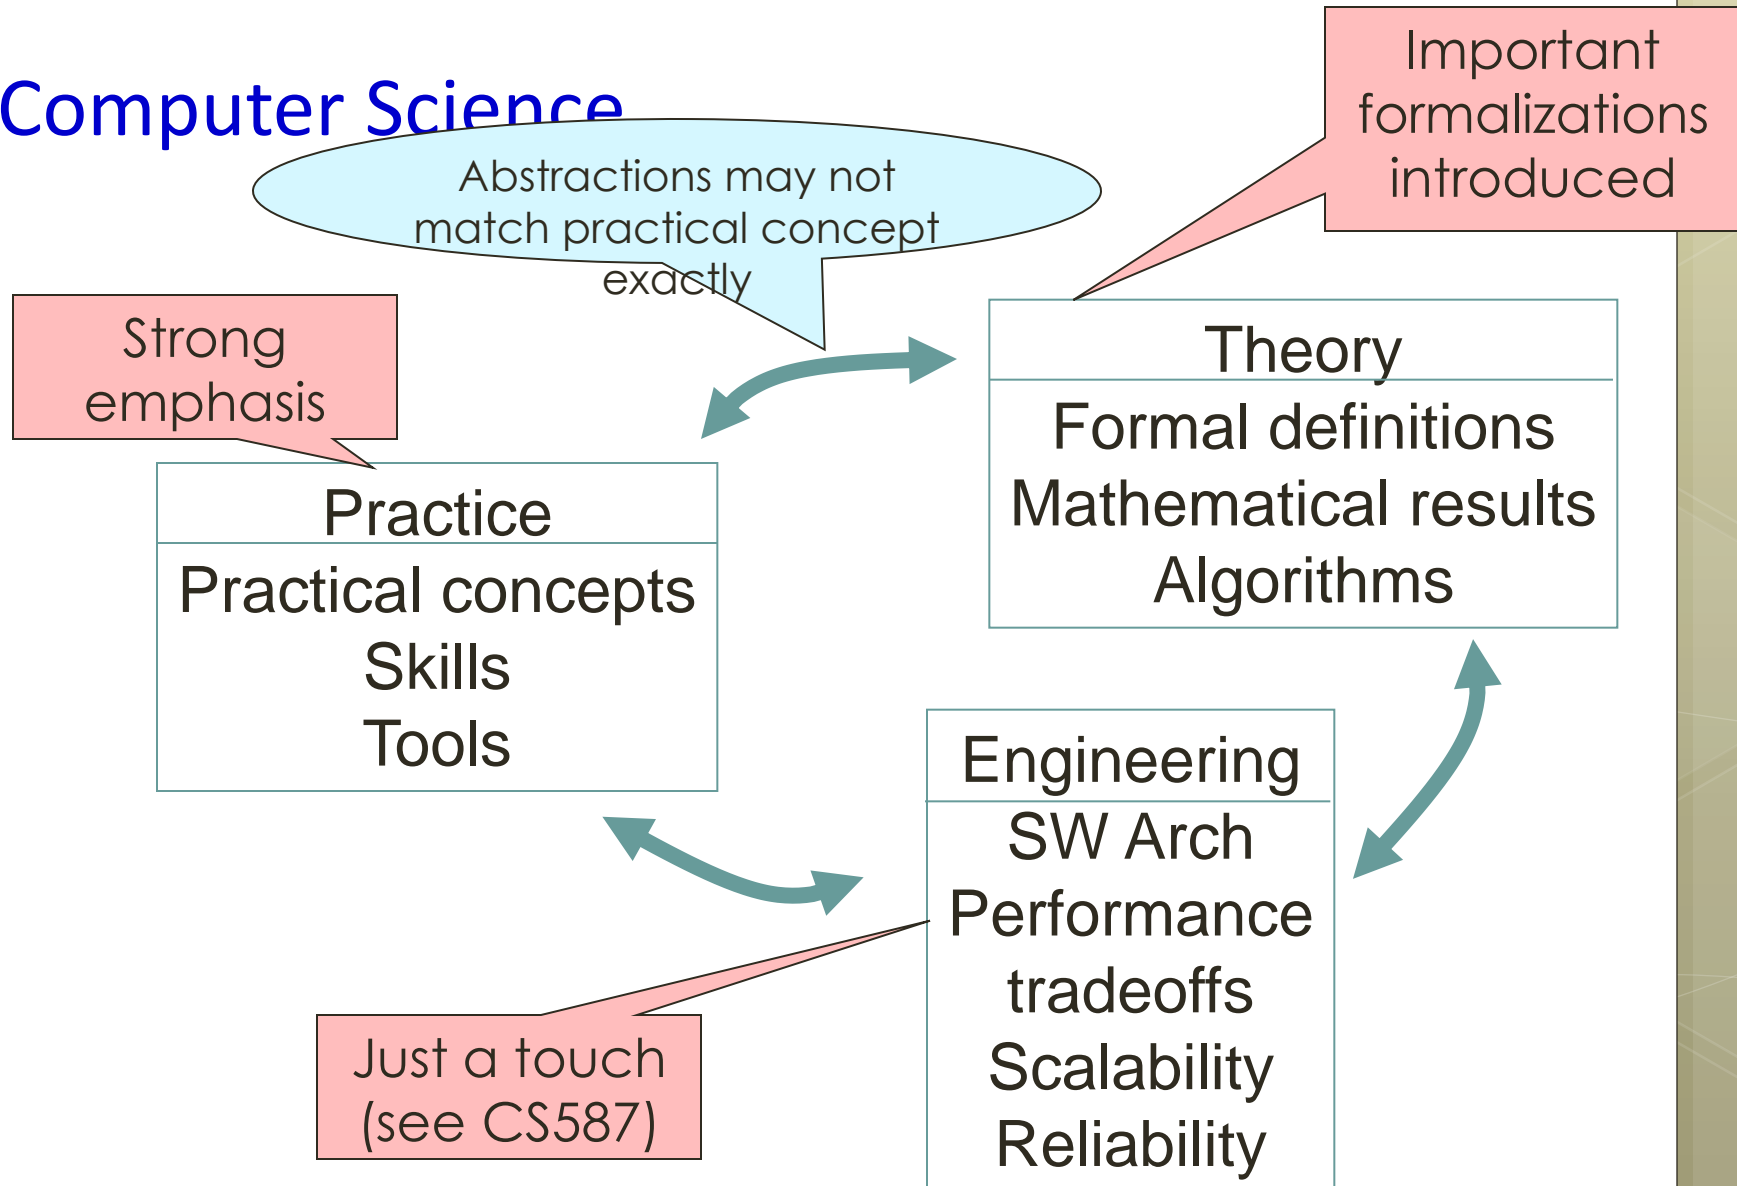 Computer Science
Important
formalizations
introduced
Abstractions may not
match practical concept
exactly
Strong
emphasis
Theory
Formal definitions
Mathematical results
Algorithms
Practice
Practical concepts
Skills
Tools
Engineering
SW Arch
Performance
tradeoffs
Scalability
Reliability
Just a touch
(see CS587)